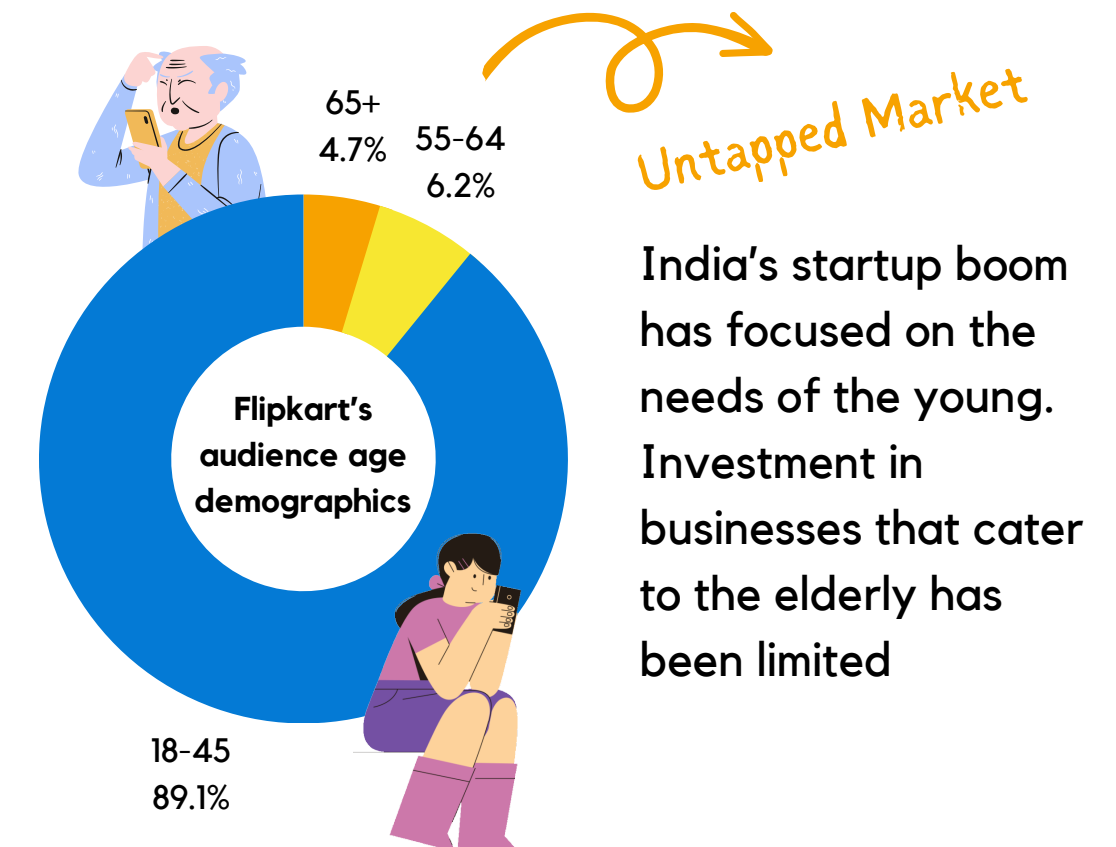 65+
4.7%
55-64
6.2%
Untapped Market
Flipkart’s
audience age
demographics
18-45
89.1%
India’s startup boom
has focused on the
needs of the young.
Investment in
businesses that cater
to the elderly has
been limited